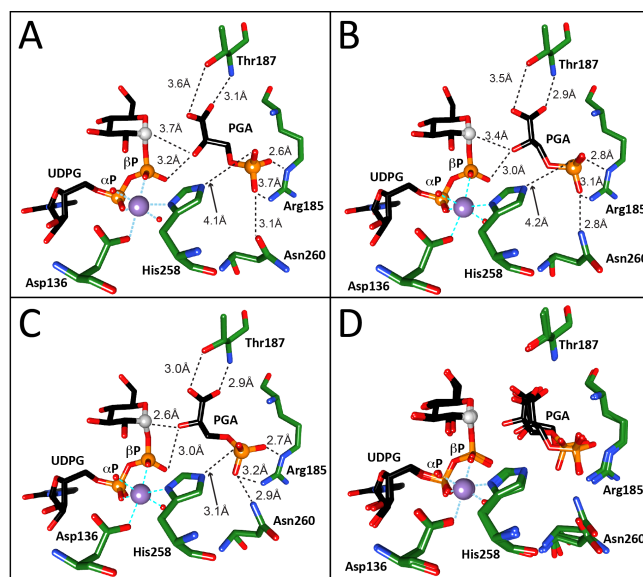 A
Thr187
3.6Å
3.1Å
3.7Å
PGA
3.2Å
2.6Å
βP
αP
UDPG
3.7Å
Arg185
4.1Å
3.1Å
Asn260
His258
Asp136
B
Thr187
3.5Å
2.9Å
3.4Å
PGA
3.0Å
2.8Å
βP
αP
UDPG
3.1Å
Arg185
4.2Å
2.8Å
Asn260
His258
Asp136
C
Thr187
3.0Å
2.9Å
2.6Å
PGA
3.0Å
2.7Å
βP
αP
UDPG
3.2Å
Arg185
2.9Å
3.1Å
Asn260
Asp136
His258
D
Thr187
PGA
βP
αP
UDPG
Arg185
Asn260
His258
Asp136